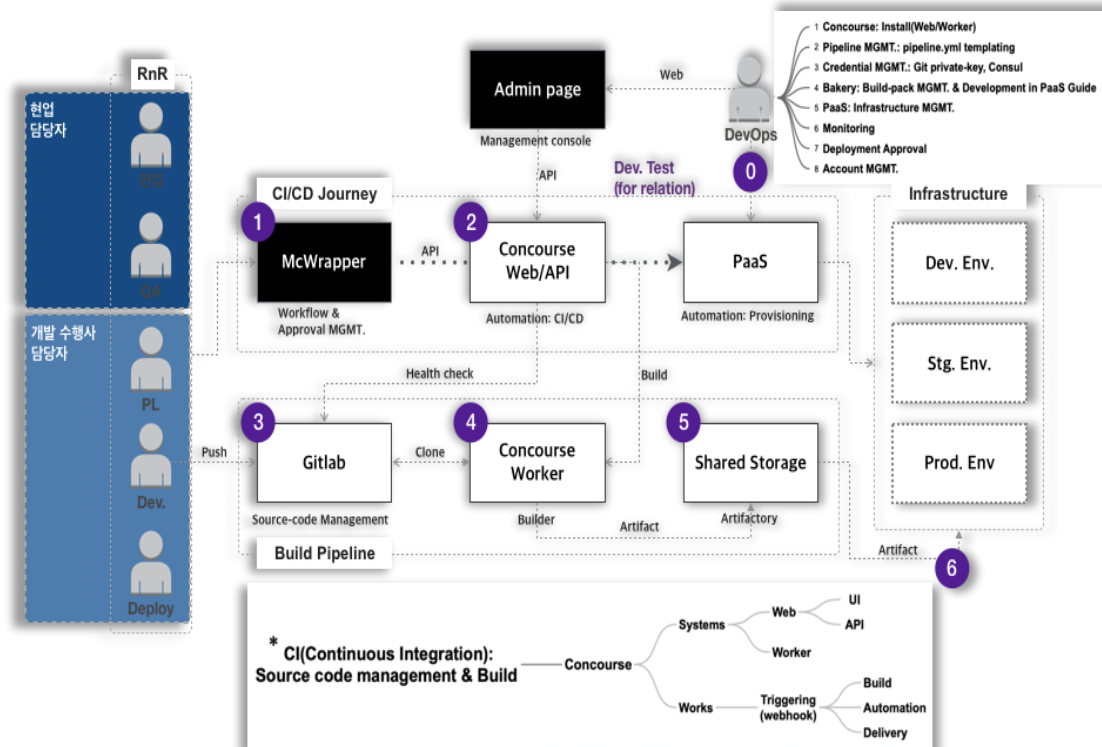 1 Concourse: Install(Web/Worker)
2 Pipeline MGMT.: pipeline.yml templating
3 Credential MGMT.: Git private-key, Consul
4 Bakery: Build-pack MGMT. & Development in PaaS Guide
5 PaaS: Infrastructure MGMT.
6 Monitoring
7 Deployment Approval
8 Account MGMT.
RnR
현업
담당자
QA
개발 수행사
담당자
PL
Dev.
Deploy
Admin page
Management console
Web
DevOps
0
API
Dev. Test
(for relation)
CI/CD Journey
1
McWrapper
Workflow &
Approval MGMT.
API
2
Concourse
Web/API
Automation: CI/CD
PaaS
Automation: Provisioning
Infrastructure
Dev. Env.
Stg. Env.
Prod. Env
Health check
Build
Push
3
Gitlab
Source-code Management
Clone
4
Concourse
Worker
Builder
Artifact
5
Shared Storage
Artifactory
Artifact
6
Build Pipeline
* CI(Continuous Integration):
Source code management & Build
Concourse
Systems
Web
UI
API
Worker
Works
Triggering
(webhook)
Build
Automation
Delivery